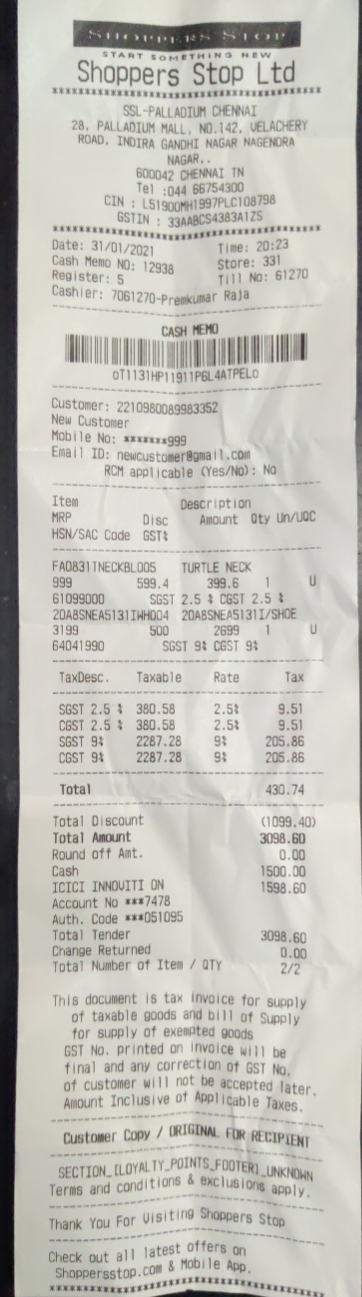 SHOPPERS STOP
START SOMETHING NEW
Shoppers Stop Ltd
SSL-PALLADIUM CHENNAI
28, PALLADIUM MALL, NO.142, VELACHERY
ROAD, INDIRA GANDHI NAGAR NAGENDRA
NAGAR,.
600042 CHENNAI TN
Tel :044 66754300
CIN : L51900MH1997PLC108798
GSTIN : 33AABCS4383A1ZS
Date: 31/01/2021 Time: 20:23
Cash Memo NO: 12938 Store: 331
Register: 5 Till No: 61270
Cashier: 7061270-Premkumar Raja
CASH MEMO
oT1131HP11911P6L4ATPELo
Customer: 2210980089983352
New Customer
Mobile No: *******999
Email ID: newcustomer@gmail.com
RCM applicable (Yes/No): No
Item Description
MRP Disc Amount Qty Un/UQC
HSN/SAC Code GST%
FA0831TNECKBL005 TURTLE NECK
999 599.4 399.6 1 U
61099000 SGST 2.5 % CGST 2.5 %
20A8SNEA5131IWH004 20A8SNEA5131I/SHOE
3199 500 2699 1 U
64041990 SGST 9% CGST 9%
TaxDesc. Taxable Rate Tax
SGST 2.5 % 380.58 2.5% 9.51
CGST 2.5 % 380.58 2.5% 9.51
SGST 9% 2287.28 9% 205.86
CGST 9% 2287.28 9% 205.86
Total 430.74
Total Discount (1099.40)
Total Amount 3098.60
Round off Amt. 0.00
Cash 1500.00
ICICI INNOVITI ON 1598.60
Account No ***7478
Auth. Code ***051095
Total Tender 3098.60
Change Returned 0.00
Total Number of Item / QTY 2/2
This document is tax invoice for supply
of taxable goods and bill of Supply
for supply of exempted goods
GST No. printed on invoice will be
final and any correction of GST No.
of customer will not be accepted later.
Amount Inclusive of Applicable Taxes.
Customer Copy / ORIGINAL FOR RECIPIENT
SECTION_[LOYALTY_POINTS_FOOTER]_UNKNOWN
Terms and conditions & exclusions apply.
Thank You For Visiting Shoppers Stop
Check out all latest offers on
Shoppersstop.com & Mobile App.